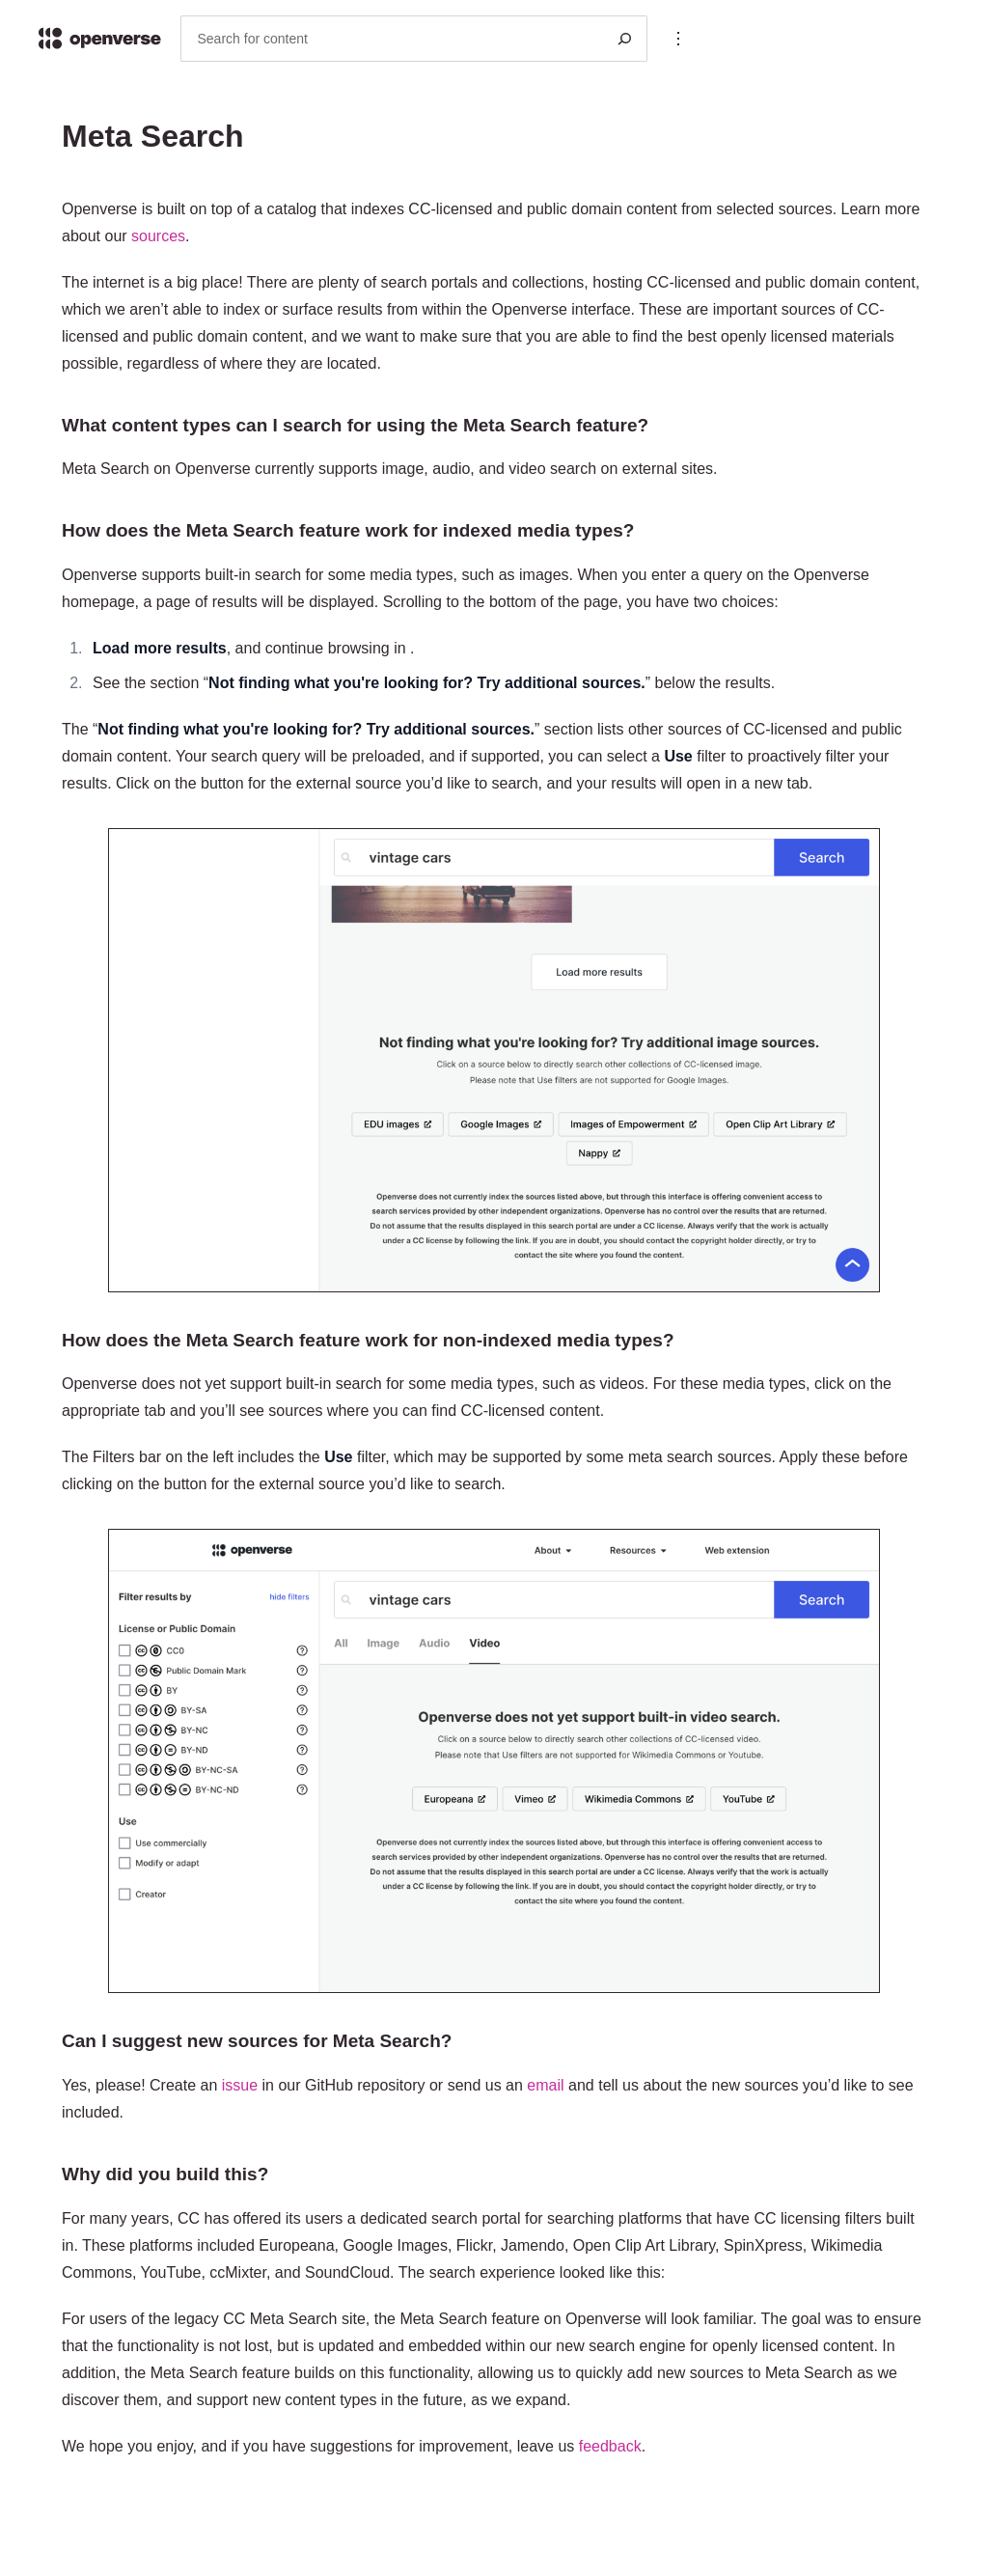 openverse
Search for content
Meta Search
Openverse is built on top of a catalog that indexes CC-licensed and public domain content from selected sources. Learn more
about our sources.
The internet is a big place! There are plenty of search portals and collections, hosting CC-licensed and public domain content,
which we aren’t able to index or surface results from within the Openverse interface. These are important sources of CC-
licensed and public domain content, and we want to make sure that you are able to find the best openly licensed materials
possible, regardless of where they are located.
What content types can I search for using the Meta Search feature?
Meta Search on Openverse currently supports image, audio, and video search on external sites.
How does the Meta Search feature work for indexed media types?
Openverse supports built-in search for some media types, such as images. When you enter a query on the Openverse
homepage, a page of results will be displayed. Scrolling to the bottom of the page, you have two choices:
1. Load more results, and continue browsing in .
2. See the section “Not finding what you're looking for? Try additional sources.” below the results.
The “Not finding what you're looking for? Try additional sources.” section lists other sources of CC-licensed and public
domain content. Your search query will be preloaded, and if supported, you can select a Use filter to proactively filter your
results. Click on the button for the external source you’d like to search, and your results will open in a new tab.
vintage cars Search
Load more results
Not finding what you're looking for? Try additional image sources.
Click on a source below to directly search other collections of CC-licensed image.
Please note that Use filters are not supported for Google Images.
EDU images Google Images Images of Empowerment Open Clip Art Library
Nappy
Openverse does not currently index the sources listed above, but through this interface is offering convenient access to
search services provided by other independent organizations. Openverse has no control over the results that are returned.
Do not assume that the results displayed in this search portal are under a CC license. Always verify that the work is actually
under a CC license by following the link. If you are in doubt, you should contact the copyright holder directly, or try to
contact the site where you found the content.
How does the Meta Search feature work for non-indexed media types?
Openverse does not yet support built-in search for some media types, such as videos. For these media types, click on the
appropriate tab and you’ll see sources where you can find CC-licensed content.
The Filters bar on the left includes the Use filter, which may be supported by some meta search sources. Apply these before
clicking on the button for the external source you’d like to search.
openverse About Resources Web extension
Filter results by hide filters
License or Public Domain
CC0
Public Domain Mark
BY
BY-SA
BY-NC
BY-ND
BY-NC-SA
BY-NC-ND
Use
Use commercially
Modify or adapt
Creator
vintage cars Search
All Image Audio Video
Openverse does not yet support built-in video search.
Click on a source below to directly search other collections of CC-licensed video.
Please note that Use filters are not supported for Wikimedia Commons or Youtube.
Europeana Vimeo Wikimedia Commons YouTube
Openverse does not currently index the sources listed above, but through this interface is offering convenient access to
search services provided by other independent organizations. Openverse has no control over the results that are returned.
Do not assume that the results displayed in this search portal are under a CC license. Always verify that the work is actually
under a CC license by following the link. If you are in doubt, you should contact the copyright holder directly, or try to
contact the site where you found the content.
Can I suggest new sources for Meta Search?
Yes, please! Create an issue in our GitHub repository or send us an email and tell us about the new sources you’d like to see
included.
Why did you build this?
For many years, CC has offered its users a dedicated search portal for searching platforms that have CC licensing filters built
in. These platforms included Europeana, Google Images, Flickr, Jamendo, Open Clip Art Library, SpinXpress, Wikimedia
Commons, YouTube, ccMixter, and SoundCloud. The search experience looked like this:
For users of the legacy CC Meta Search site, the Meta Search feature on Openverse will look familiar. The goal was to ensure
that the functionality is not lost, but is updated and embedded within our new search engine for openly licensed content. In
addition, the Meta Search feature builds on this functionality, allowing us to quickly add new sources to Meta Search as we
discover them, and support new content types in the future, as we expand.
We hope you enjoy, and if you have suggestions for improvement, leave us feedback.